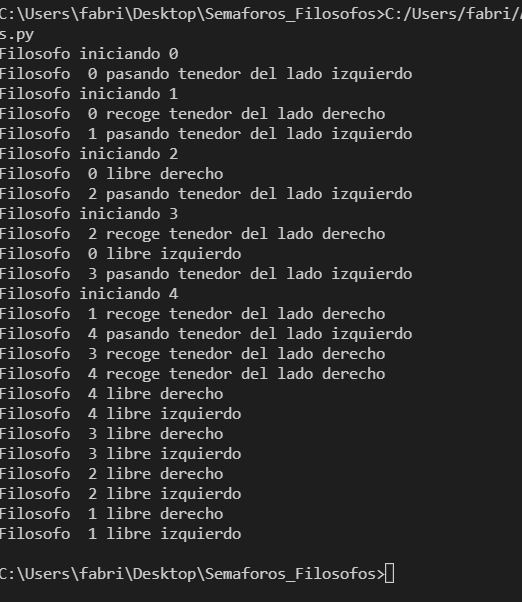 C:\Users\fabri\Desktop\Semaforos_Filosofos>C:/Users/fabri/
s.py
Filosofo iniciando 0
Filosofo  0 pasando tenedor del lado izquierdo
Filosofo iniciando 1
Filosofo  0 recoge tenedor del lado derecho
Filosofo  1 pasando tenedor del lado izquierdo
Filosofo iniciando 2
Filosofo  0 libre derecho
Filosofo  2 pasando tenedor del lado izquierdo
Filosofo iniciando 3
Filosofo  2 recoge tenedor del lado derecho
Filosofo  0 libre izquierdo
Filosofo  3 pasando tenedor del lado izquierdo
Filosofo iniciando 4
Filosofo  1 recoge tenedor del lado derecho
Filosofo  4 pasando tenedor del lado izquierdo
Filosofo  3 recoge tenedor del lado derecho
Filosofo  4 recoge tenedor del lado derecho
Filosofo  4 libre derecho
Filosofo  4 libre izquierdo
Filosofo  3 libre derecho
Filosofo  3 libre izquierdo
Filosofo  2 libre derecho
Filosofo  2 libre izquierdo
Filosofo  1 libre derecho
Filosofo  1 libre izquierdo
C:\Users\fabri\Desktop\Semaforos_Filosofos>